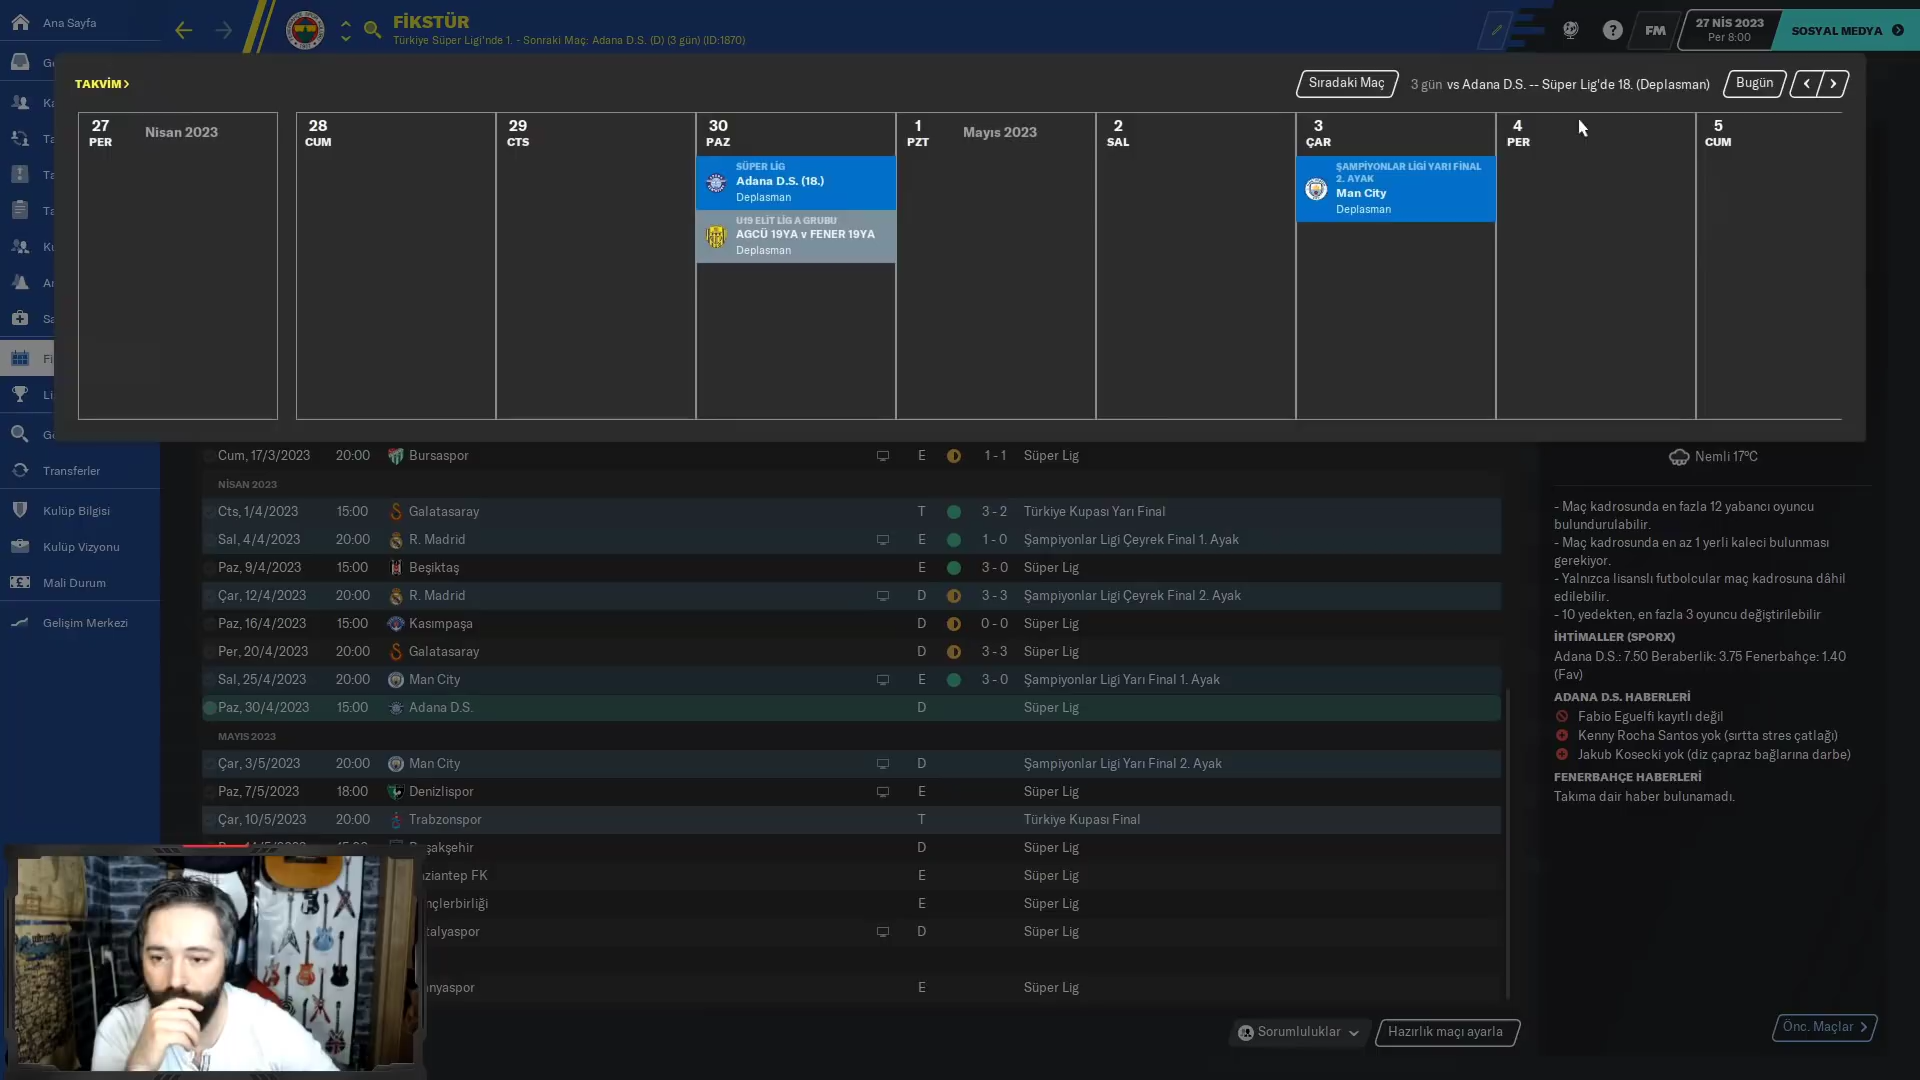 Ana Sayfa
FİKSTÜR
Türkiye Süper Ligi'nde 1. - Sonraki Maç: Adana D.S. (D) (3 gün) (ID:1870)
FM
27 NİS 2023
Per 8:00
SOSYAL MEDYA
TAKVİM>
Sıradaki Maç
3 gün vs Adana D.S. -- Süper Lig'de 18. (Deplasman)
Bugün
27 PER Nisan 2023
28 CUM
29 CTS
30 PAZ
1 PZT Mayıs 2023
2 SAL
3 ÇAR
4 PER
5 CUM
SÜPER LİG
Adana D.S. (18.)
Deplasman
U19 ELİT LİG A GRUBU
AGCÜ 19YA v FENER 19YA
Deplasman
ŞAMPİYONLAR LİGİ YARI FİNAL
2. AYAK
Man City
Deplasman
Transferler
Kulüp Bilgisi
Kulüp Vizyonu
Mali Durum
Gelişim Merkezi
Cum, 17/3/2023 20:00 Bursaspor E 1 - 1 Süper Lig
NİSAN 2023
Cts, 1/4/2023 15:00 Galatasaray T 3 - 2 Türkiye Kupası Yarı Final
Sal, 4/4/2023 20:00 R. Madrid E 1 - 0 Şampiyonlar Ligi Çeyrek Final 1. Ayak
Paz, 9/4/2023 15:00 Beşiktaş E 3 - 0 Süper Lig
Çar, 12/4/2023 20:00 R. Madrid D 3 - 3 Şampiyonlar Ligi Çeyrek Final 2. Ayak
Paz, 16/4/2023 15:00 Kasımpaşa D 0 - 0 Süper Lig
Per, 20/4/2023 20:00 Galatasaray D 3 - 3 Süper Lig
Sal, 25/4/2023 20:00 Man City E 3 - 0 Şampiyonlar Ligi Yarı Final 1. Ayak
Paz, 30/4/2023 15:00 Adana D.S. D Süper Lig
MAYIS 2023
Çar, 3/5/2023 20:00 Man City D Şampiyonlar Ligi Yarı Final 2. Ayak
Paz, 7/5/2023 18:00 Denizlispor E Süper Lig
Çar, 10/5/2023 20:00 Trabzonspor T Türkiye Kupası Final
şakşehir D Süper Lig
aziantep FK E Süper Lig
nçlerbirliği E Süper Lig
talyaspor D Süper Lig
nyaspor E Süper Lig
Sorumluluklar
Hazırlık maçı ayarla
Nemli 17°C
- Maç kadrosunda en fazla 12 yabancı oyuncu
bulundurulabilir.
- Maç kadrosunda en az 1 yerli kaleci bulunması
gerekiyor.
- Yalnızca lisanslı futbolcular maç kadrosuna dâhil
edilebilir.
- 10 yedekten, en fazla 3 oyuncu değiştirilebilir
İHTİMALLER (SPORX)
Adana D.S.: 7.50 Beraberlik: 3.75 Fenerbahçe: 1.40
(Fav)
ADANA D.S. HABERLERİ
Fabio Eguelfi kayıtlı değil
Kenny Rocha Santos yok (sırtta stres çatlağı)
Jakub Kosecki yok (diz çapraz bağlarına darbe)
FENERBAHÇE HABERLERİ
Takıma dair haber bulunamadı.
Önc. Maçlar >